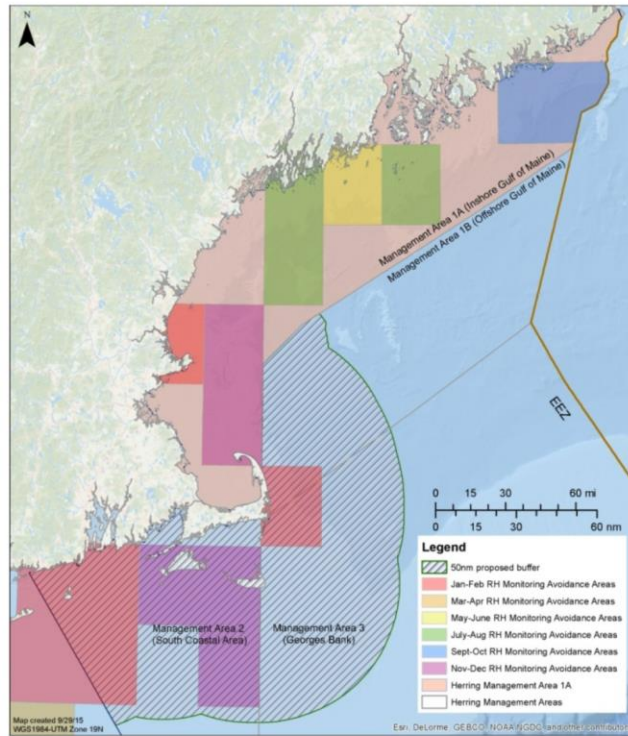 N
Management Area 1A (Inshore Gulf of Maine)
Management Area 1B (Offshore Gulf of Maine)
EEZ
0 15 30 60 mi
0 15 30 60 nm
Legend
50nm proposed buffer
Jan-Feb RH Monitoring Avoidance Areas
Mar-Apr RH Monitoring Avoidance Areas
May-June RH Monitoring Avoidance Areas
July-Aug RH Monitoring Avoidance Areas
Sept-Oct RH Monitoring Avoidance Areas
Nov-Dec RH Monitoring Avoidance Areas
Herring Management Area 1A
Herring Management Areas
Management Area 2
(South Coastal Area)
Management Area 3
(Georges Bank)
Map created 9/29/15
WGS1984-UTM Zone 19N
Esri, DeLorme, GEBCO, NOAA NGDC, and other contributor